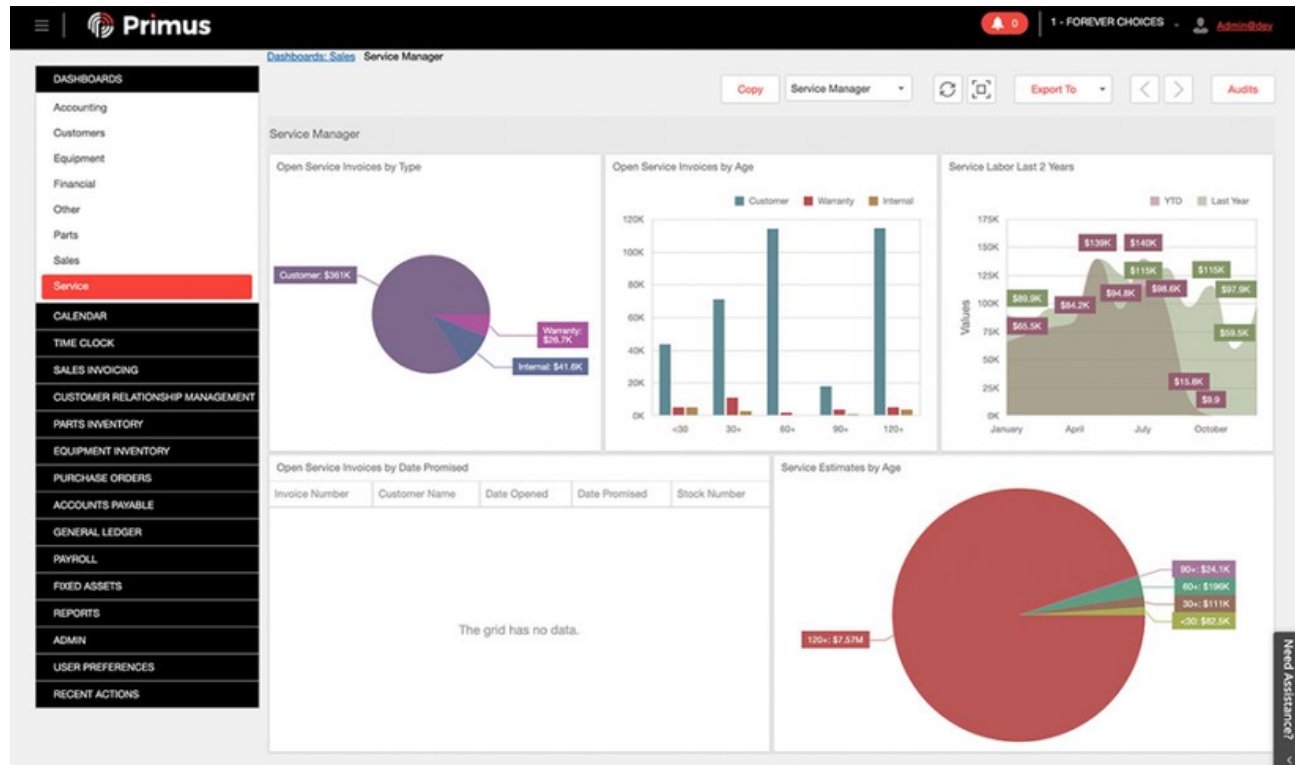 Primus
0
1 - FOREVER CHOICES
Admin@dev
Dashboards: Sales Service Manager
DASHBOARDS
Accounting
Customers
Equipment
Financial
Other
Parts
Sales
Service
CALENDAR
TIME CLOCK
SALES INVOICING
CUSTOMER RELATIONSHIP MANAGEMENT
PARTS INVENTORY
EQUIPMENT INVENTORY
PURCHASE ORDERS
ACCOUNTS PAYABLE
GENERAL LEDGER
PAYROLL
FIXED ASSETS
REPORTS
ADMIN
USER PREFERENCES
RECENT ACTIONS
Copy
Service Manager
Export To
Audits
Service Manager
Open Service Invoices by Type
Customer: $361K
Warranty:
$26.7K
Internal: $41.6K
Open Service Invoices by Age
Customer Warranty Internal
120K
100K
80K
60K
40K
20K
0K
<30 30+ 60+ 90+ 120+
Service Labor Last 2 Years
YTD Last Year
Values
175K
150K
125K
100K
75K
50K
25K
0K
$139K $140K
$115K $115K
$89.9K $84.2K $94.8K $98.6K $97.9K
$65.5K $59.5K
$15.8K
$9.9
January April July October
Open Service Invoices by Date Promised
Invoice Number Customer Name Date Opened Date Promised Stock Number
The grid has no data.
Service Estimates by Age
90+: $24.1K
60+: $196K
30+: $111K
<30: $82.5K
120+: $7.57M
Need Assistance?